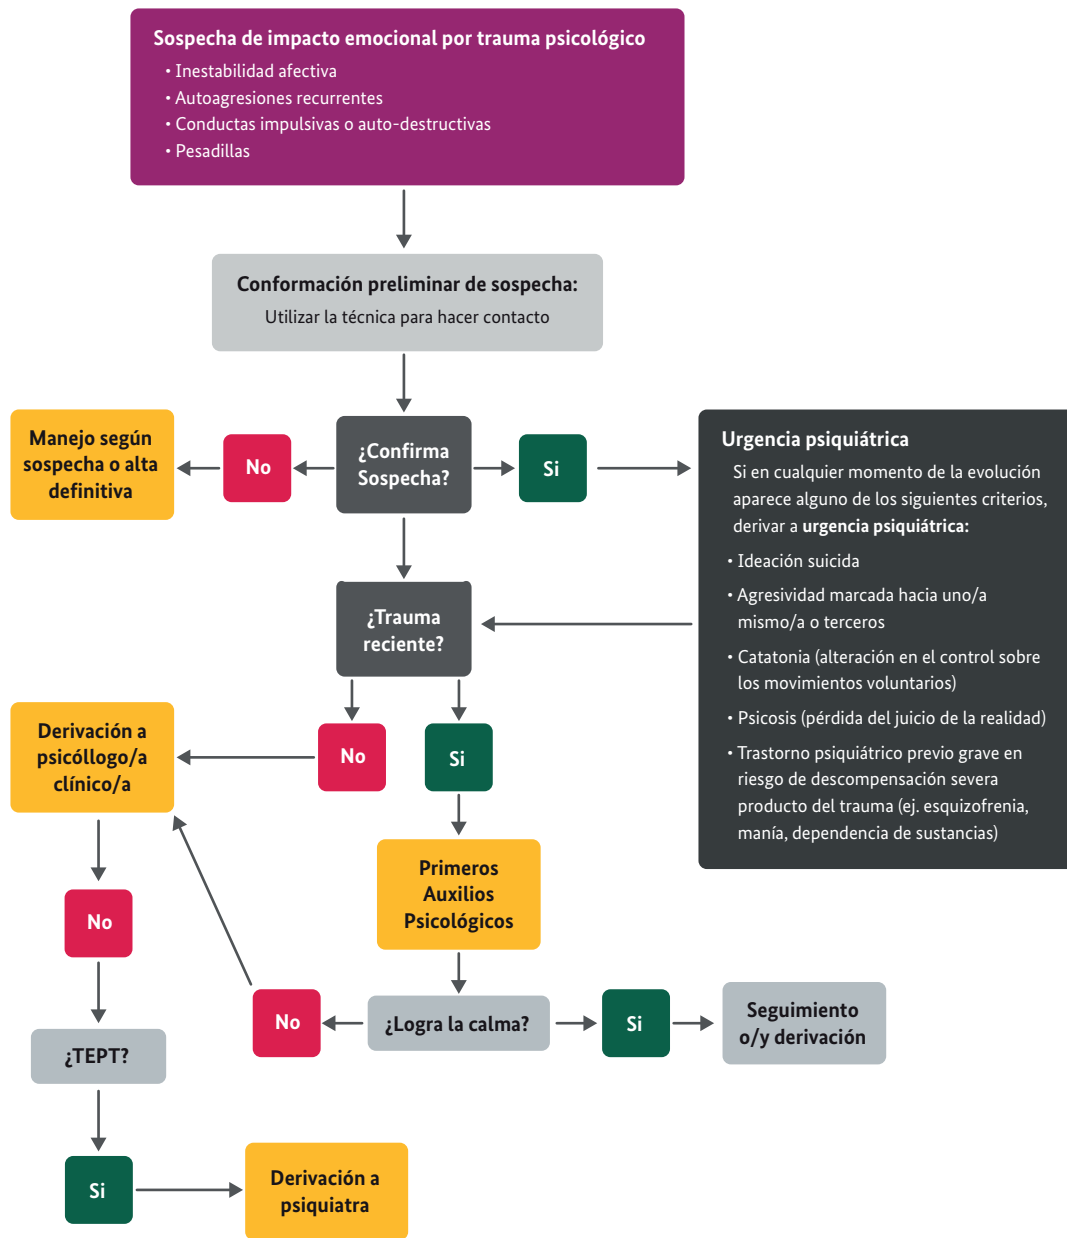 Sospecha de impacto emocional por trauma psicológico
• Inestabilidad afectiva
• Autoagresiones recurrentes
• Conductas impulsivas o auto-destructivas
• Pesadillas
Conformación preliminar de sospecha:
Utilizar la técnica para hacer contacto
Manejo según
sospecha o alta
definitiva
No
¿Confirma
Sospecha?
Si
Urgencia psiquiátrica
Si en cualquier momento de la evolución
aparece alguno de los siguientes criterios,
derivar a urgencia psiquiátrica:
• Ideación suicida
• Agresividad marcada hacia uno/a
mismo/a o terceros
• Catatonia (alteración en el control sobre
los movimientos voluntarios)
• Psicosis (pérdida del juicio de la realidad)
• Trastorno psiquiátrico previo grave en
riesgo de descompensación severa
producto del trauma (ej. esquizofrenia,
manía, dependencia de sustancias)
¿Trauma
reciente?
Derivación a
psicóllogo/a
clínico/a
No
Si
Primeros
Auxilios
Psicológicos
No
No
¿Logra la calma?
Si
Seguimiento
o/y derivación
¿TEPT?
Si
Derivación a
psiquiatra